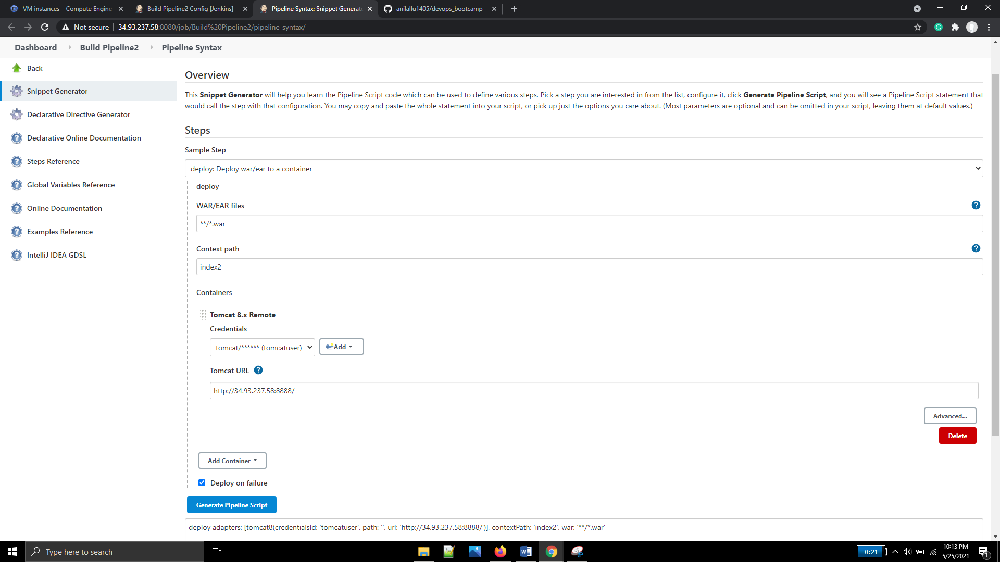 VM instances – Compute Engine
Build Pipeline2 Config [Jenkins]
Pipeline Syntax: Snippet Generato
anilallu1405/devops_bootcamp
Not secure
34.93.237.58:8080/job/Build%20Pipeline2/pipeline-syntax/
Dashboard
Build Pipeline2
Pipeline Syntax
Back
Snippet Generator
Declarative Directive Generator
Declarative Online Documentation
Steps Reference
Global Variables Reference
Online Documentation
Examples Reference
IntelliJ IDEA GDSL
Overview
This Snippet Generator will help you learn the Pipeline Script code which can be used to define various steps. Pick a step you are interested in from the list, configure it, click Generate Pipeline Script, and you will see a Pipeline Script statement that
would call the step with that configuration. You may copy and paste the whole statement into your script, or pick up just the options you care about. (Most parameters are optional and can be omitted in your script, leaving them at default values.)
Steps
Sample Step
deploy: Deploy war/ear to a container
deploy
WAR/EAR files
?
**/*.war
Context path
?
index2
Containers
Tomcat 8.x Remote
Credentials
tomcat/****** (tomcatuser)
Add
Tomcat URL ?
http://34.93.237.58:8888/
Advanced...
Delete
Add Container
Deploy on failure
Generate Pipeline Script
deploy adapters: [tomcat8(credentialsId: 'tomcatuser', path: '', url: 'http://34.93.237.58:8888/')], contextPath: 'index2', war: '**/*.war'
Type here to search
0:21
10:13 PM
5/25/2021
1